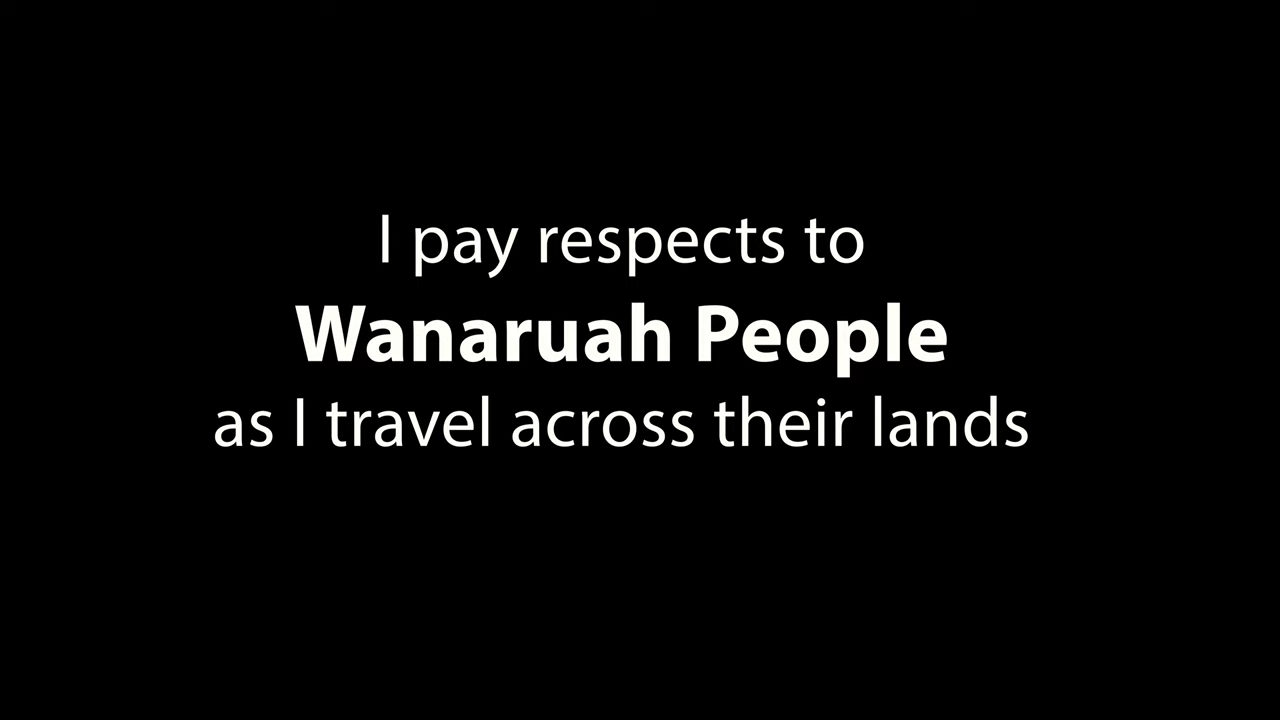 I pay respects to
Wanaruah People
as I travel across their lands